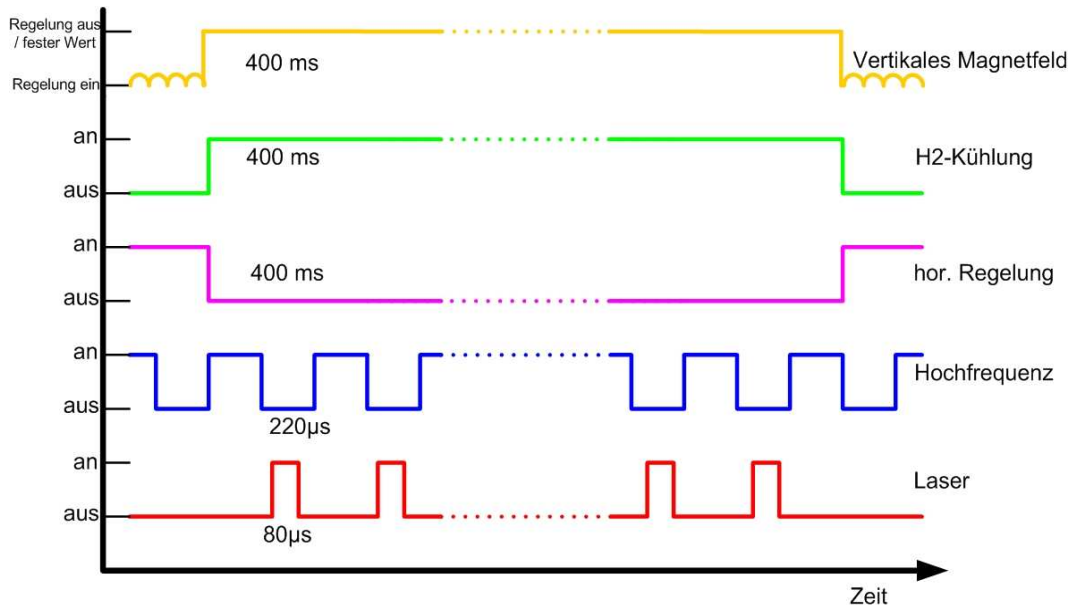 Regelung aus
/ fester Wert
400 ms
Vertikales Magnetfeld
Regelung ein
an
400 ms
H2-Kühlung
aus
an
400 ms
hor. Regelung
aus
an
Hochfrequenz
aus
220µs
an
Laser
aus
80µs
Zeit